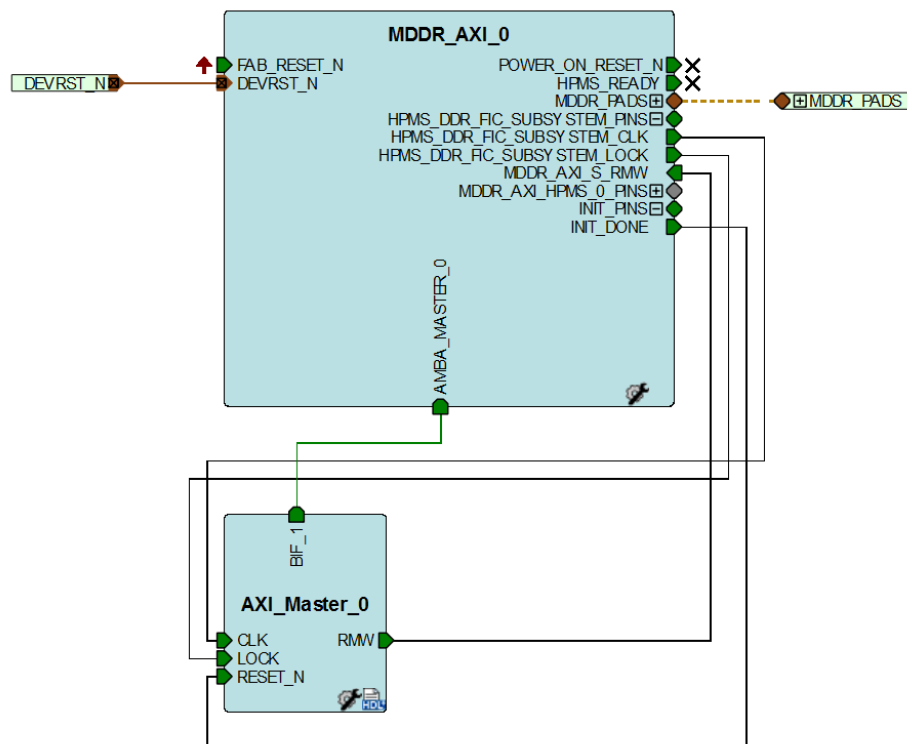 MDDR_AXI_0
FAB_RESET_N
DEVRST_N
DEVRST_N
POWER_ON_RESET_N
HPMS_READY
MDDR_PADS
MDDR_PADS
HPMS_DDR_FIC_SUBSYSTEM_PINS
HPMS_DDR_FIC_SUBSYSTEM_CLK
HPMS_DDR_FIC_SUBSYSTEM_LOCK
MDDR_AXI_S_RMW
MDDR_AXI_HPMS_0_PINS
INIT_PINS
INIT_DONE
AMBA_MASTER_0
BIF_1
AXI_Master_0
CLK
RMW
LOCK
RESET_N
HDL